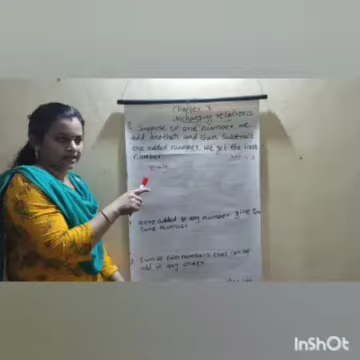 Chapter 3
Unchanging relations
Suppose to one number we
add another and then subtract
the added number. We get the first
number
zero added to any number give the
same number
Sum of two numbers that can be
add in any order
InShOt